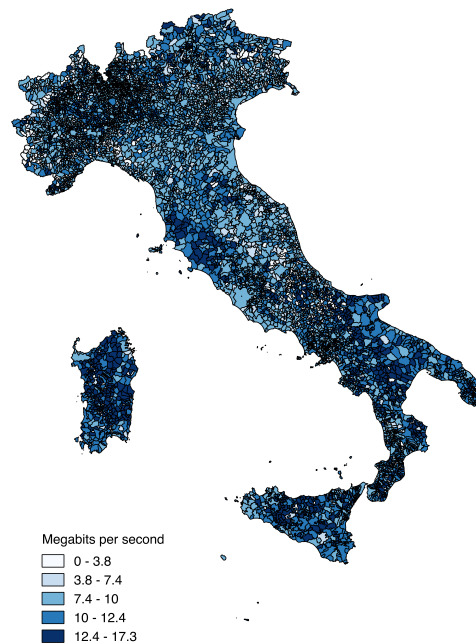 Megabits per second
0 - 3.8
3.8 - 7.4
7.4 - 10
10 - 12.4
12.4 - 17.3